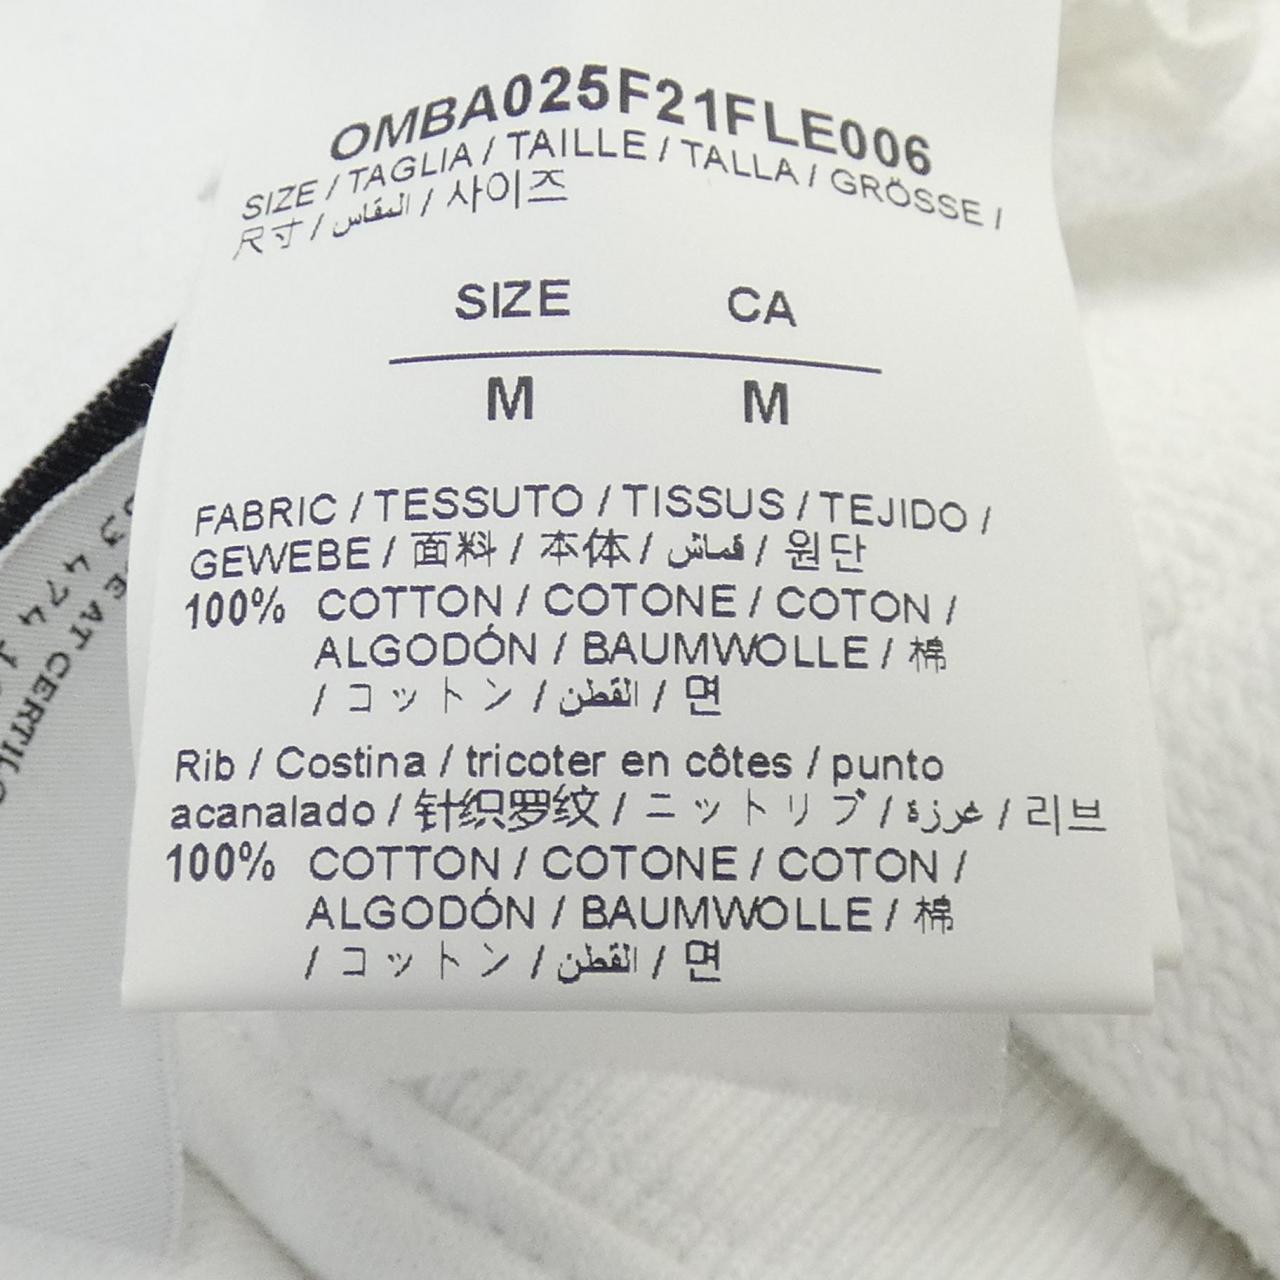 OMBA025F21FLE006
SIZE / TAGLIA / TAILLE / TALLA / GRÖSSE /
尺寸 / المقاس / 사이즈
SIZE CA
M M
FABRIC / TESSUTO / TISSUS / TEJIDO /
GEWEBE / 面料 / 本体 / قماش / 원단
100% COTTON / COTONE / COTON /
ALGODÓN / BAUMWOLLE / 棉
/ コットン / القطن / 면
Rib / Costina / tricoter en côtes / punto
acanalado / 针织罗纹 / ニットリブ / غرزة / 리브
100% COTTON / COTONE / COTON /
ALGODÓN / BAUMWOLLE / 棉
/ コットン / القطن / 면
474
AT